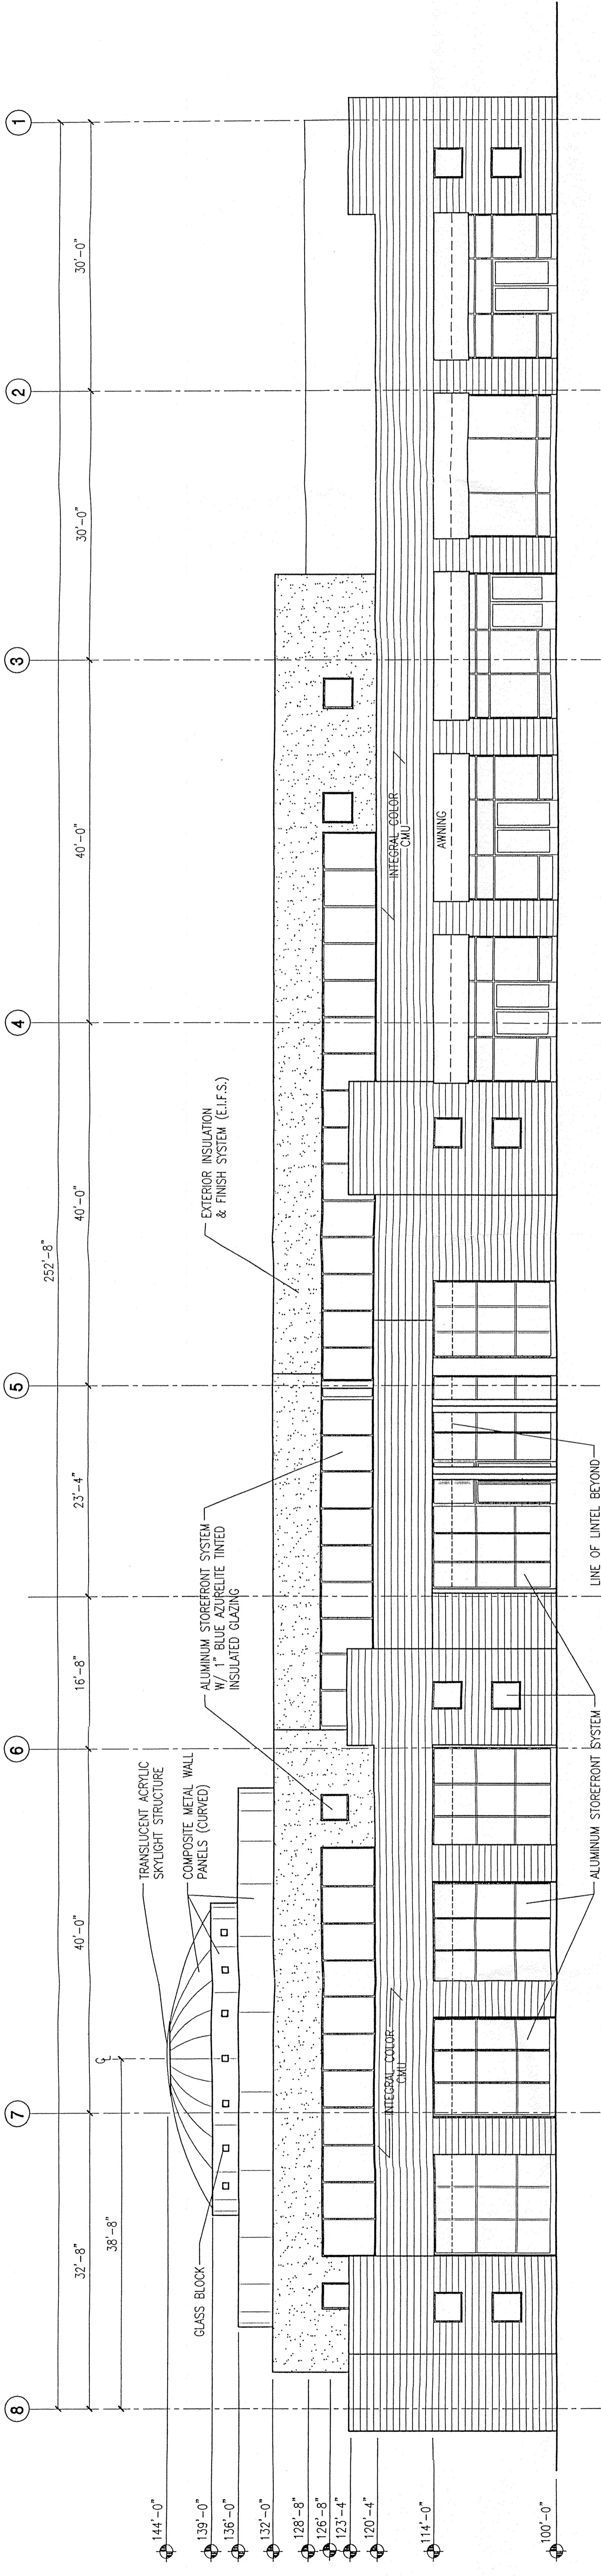 8
7
6
5
4
3
2
1
252'-8"
32'-8"
40'-0"
16'-8"
23'-4"
40'-0"
40'-0"
30'-0"
30'-0"
38'-8"
CL
144'-0"
139'-0"
136'-0"
132'-0"
128'-8"
126'-8"
123'-4"
120'-4"
114'-0"
100'-0"
GLASS BLOCK
TRANSLUCENT ACRYLIC
SKYLIGHT STRUCTURE
COMPOSITE METAL WALL
PANELS (CURVED)
ALUMINUM STOREFRONT SYSTEM
W/ 1" BLUE AZURELITE TINTED
INSULATED GLAZING
EXTERIOR INSULATION
& FINISH SYSTEM (E.I.F.S.)
INTEGRAL COLOR
CMU
INTEGRAL COLOR
CMU
AWNING
ALUMINUM STOREFRONT SYSTEM
LINE OF LINTEL BEYOND